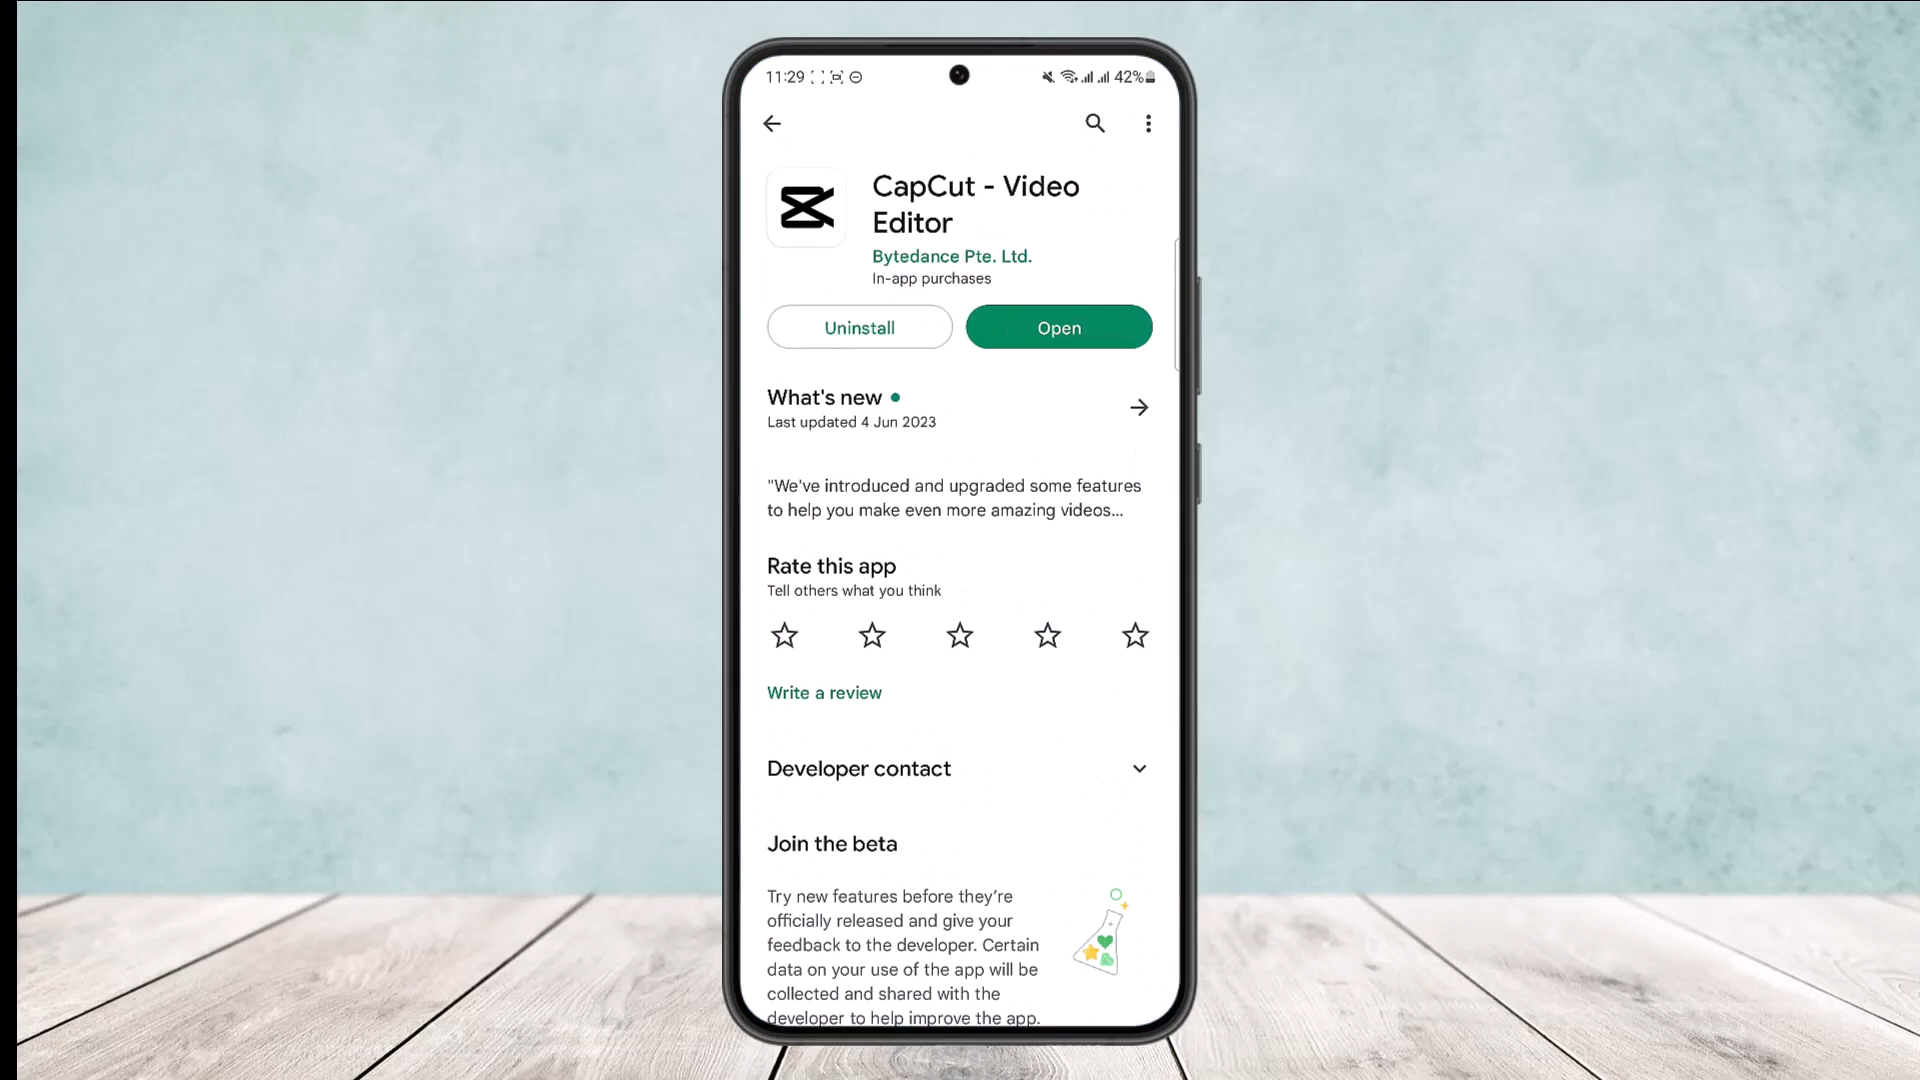 11:29 42%
CapCut - Video
Editor
Bytedance Pte. Ltd.
In-app purchases
Uninstall Open
What's new
Last updated 4 Jun 2023
"We've introduced and upgraded some features
to help you make even more amazing videos...
Rate this app
Tell others what you think
Write a review
Developer contact
Join the beta
Try new features before they're
officially released and give your
feedback to the developer. Certain
data on your use of the app will be
collected and shared with the
developer to help improve the app.